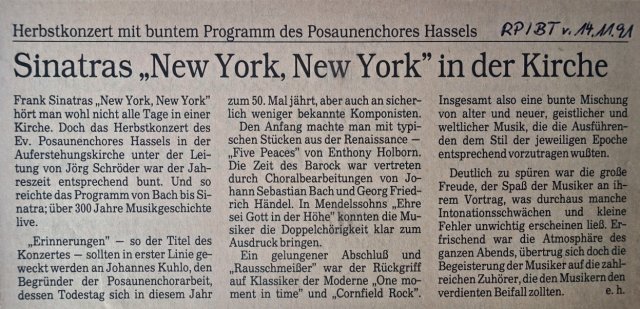 Herbstkonzert mit buntem Programm des Posaunenchores Hassels
RP/BT v. 14.11.91
Sinatras „New York, New York” in der Kirche
Frank Sinatras „New York, New York”
hört man wohl nicht alle Tage in einer
Kirche. Doch das Herbstkonzert des
Ev. Posaunenchores Hassels in der
Auferstehungskirche unter der Lei-
tung von Jörg Schröder war der Jah-
reszeit entsprechend bunt. Und so
reichte das Programm von Bach bis Si-
natra; über 300 Jahre Musikgeschichte
live.
„Erinnerungen” – so der Titel des
Konzertes – sollten in erster Linie ge-
weckt werden an Johannes Kuhlo, den
Begründer der Posaunenchorarbeit,
dessen Todestag sich in diesem Jahr
zum 50. Mal jährt, aber auch an sicher-
lich weniger bekannte Komponisten.
Den Anfang machte man mit typi-
schen Stücken aus der Renaissance –
„Five Peaces” von Enthony Holborn.
Die Zeit des Barock war vertreten
durch Choralbearbeitungen von Jo-
hann Sebastian Bach und Georg Fried-
rich Händel. In Mendelssohns „Ehre
sei Gott in der Höhe” konnten die Mu-
siker die Doppelchörigkeit klar zum
Ausdruck bringen.
Ein gelungener Abschluß und
„Rausschmeißer” war der Rückgriff
auf Klassiker der Moderne „One mo-
ment in time” und „Cornfield Rock”.
Insgesamt also eine bunte Mischung
von alter und neuer, geistlicher und
weltlicher Musik, die die Ausführen-
den dem Stil der jeweiligen Epoche
entsprechend vorzutragen wußten.
Deutlich zu spüren war die große
Freude, der Spaß der Musiker an ih-
rem Vortrag, was durchaus manche
Intonationsschwächen und kleine
Fehler unwichtig erscheinen ließ. Er-
frischend war die Atmosphäre des
ganzen Abends, übertrug sich doch die
Begeisterung der Musiker auf die zahl-
reichen Zuhörer, die den Musikern den
verdienten Beifall zollten. e. h.